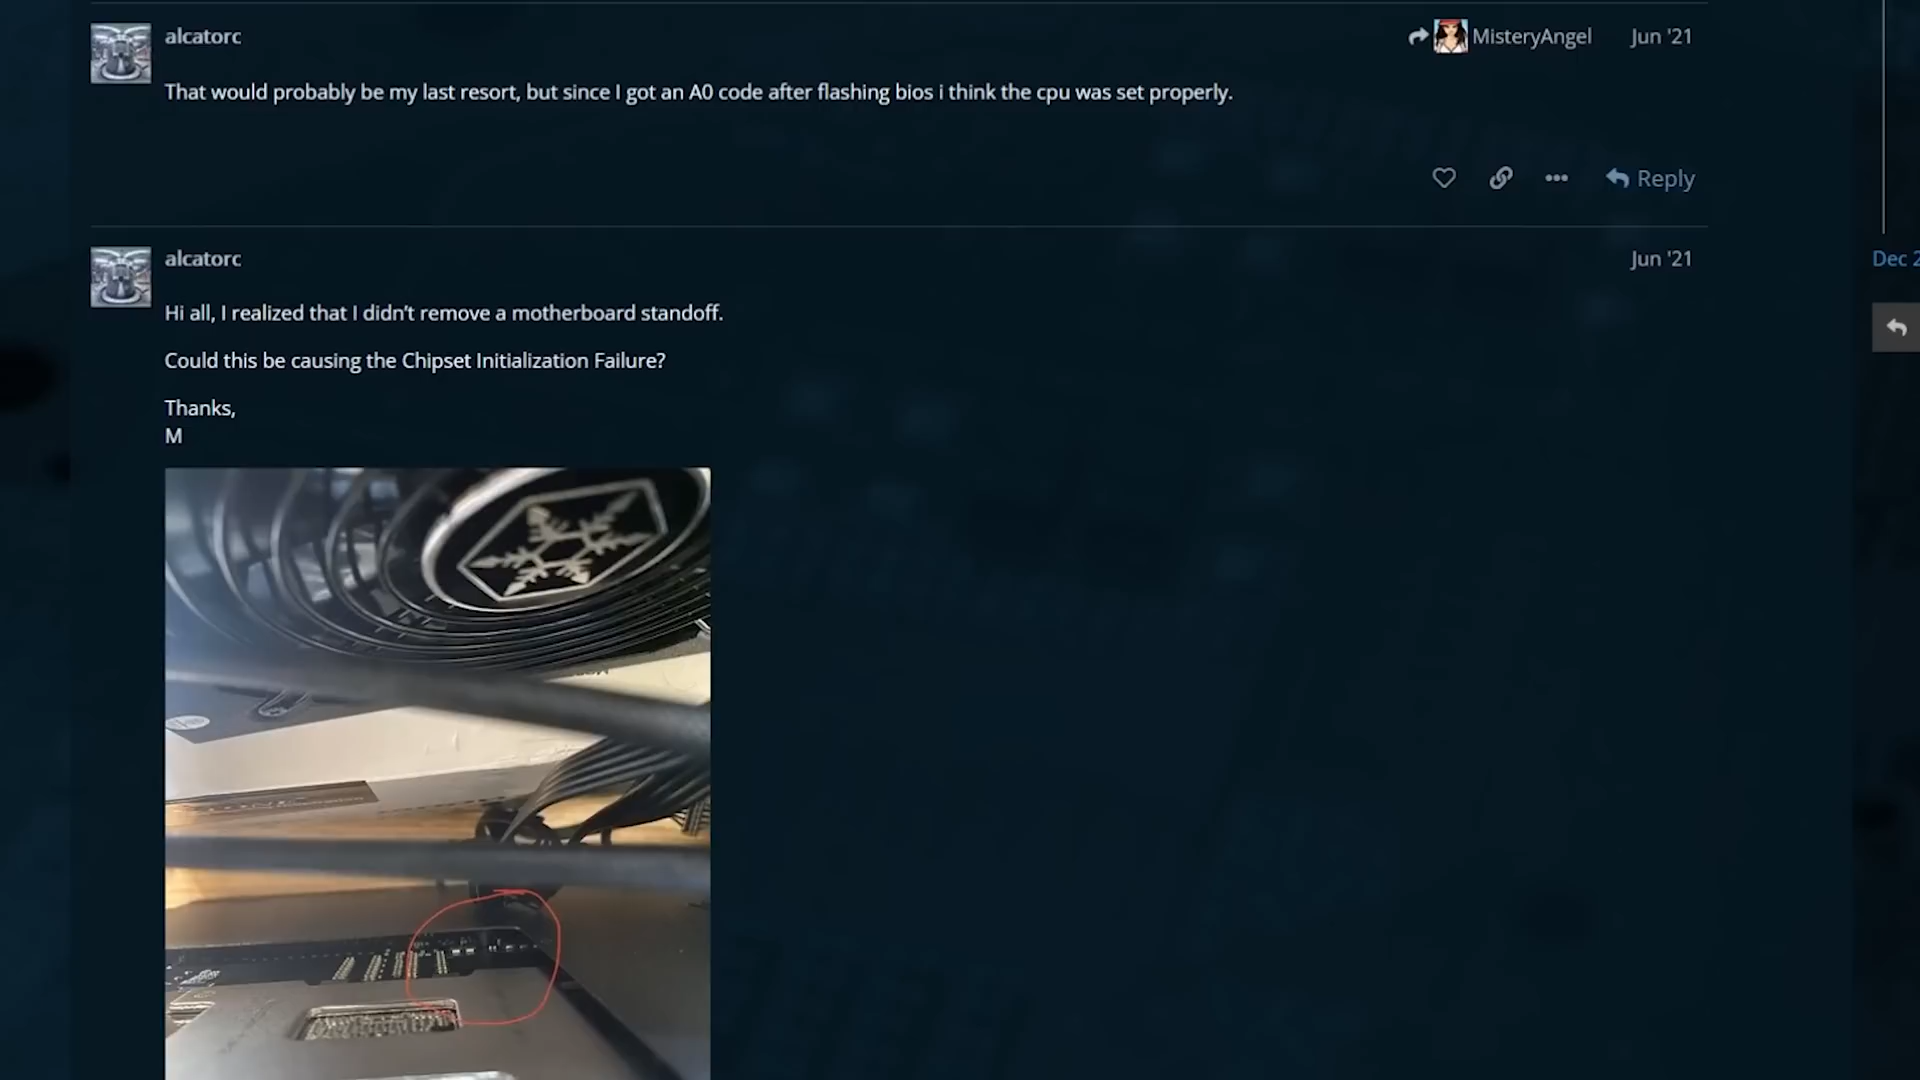 alcatorc
MisteryAngel
Jun '21
That would probably be my last resort, but since I got an A0 code after flashing bios i think the cpu was set properly.
Reply
alcatorc
Jun '21
Dec 2
Hi all, I realized that I didn’t remove a motherboard standoff.
Could this be causing the Chipset Initialization Failure?
Thanks,
M